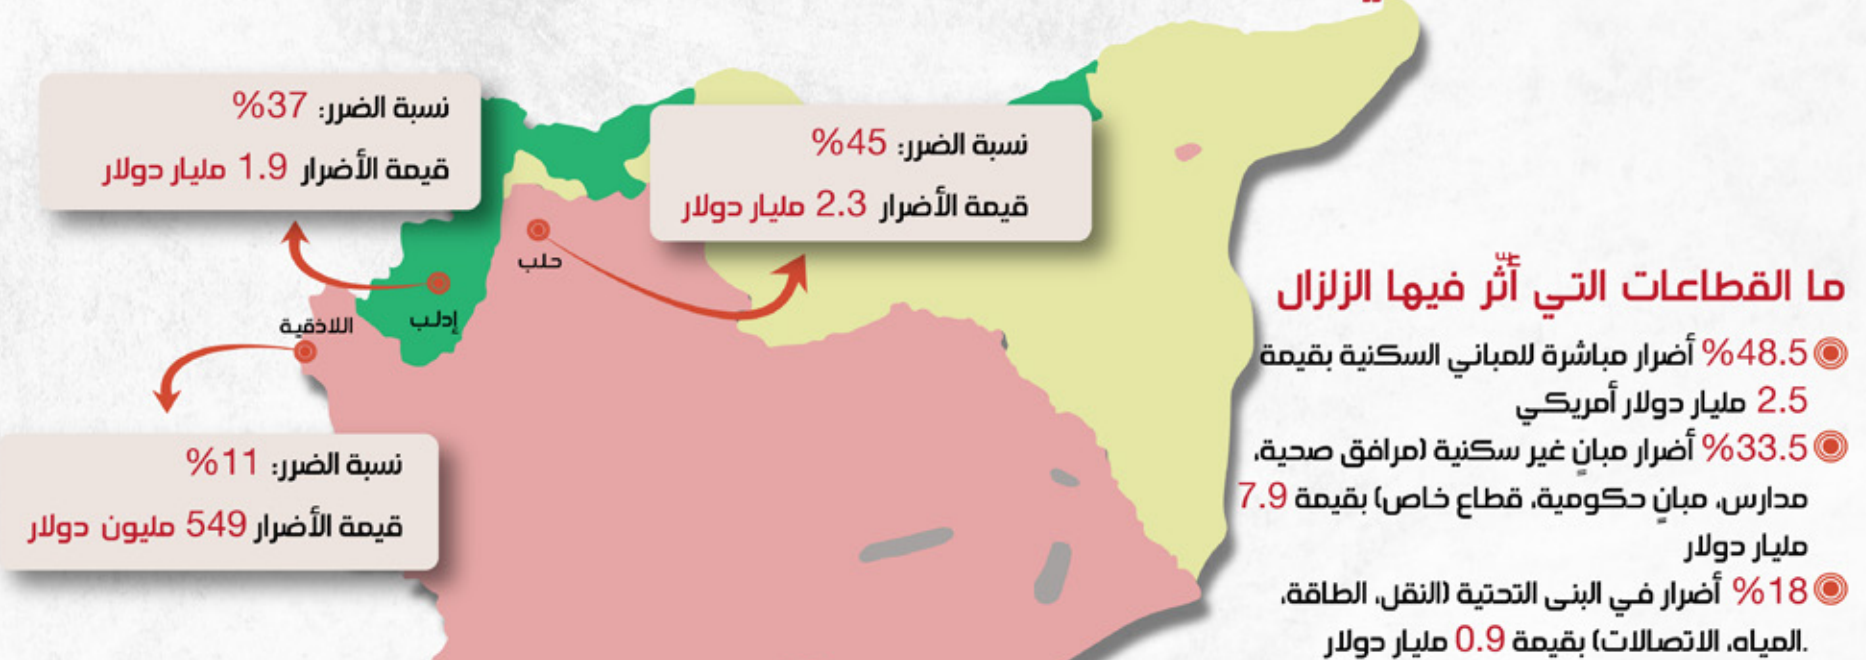 نسبة الضرر: 37%
قيمة الأضرار 1.9 مليار دولار
نسبة الضرر: 45%
قيمة الأضرار 2.3 مليار دولار
حلب
إدلب
اللاذقية
نسبة الضرر: 11%
قيمة الأضرار 549 مليون دولار
ما القطاعات التي أثّر فيها الزلزال
48.5% أضرار مباشرة للمباني السكنية بقيمة
2.5 مليار دولار أمريكي
33.5% أضرار مبانٍ غير سكنية (مرافق صحية،
مدارس، مبانٍ حكومية، قطاع خاص) بقيمة 7.9
مليار دولار
18% أضرار في البنى التحتية (النقل، الطاقة،
المياه، الاتصالات) بقيمة 0.9 مليار دولار.